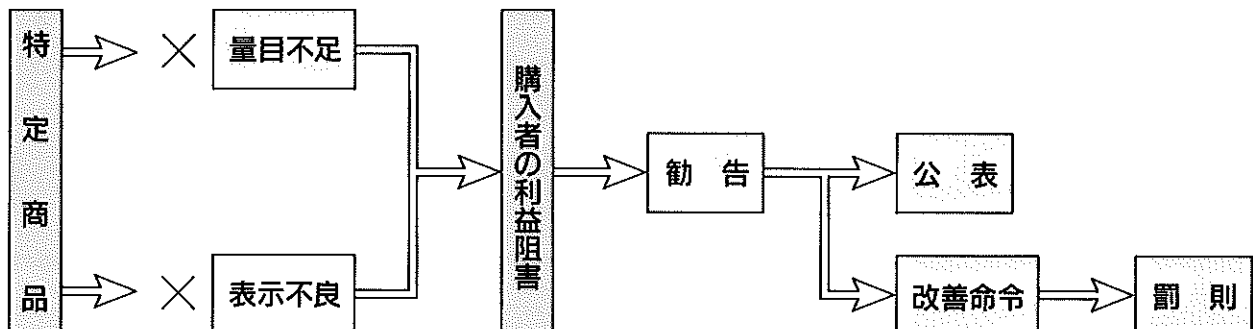 特定商品
× 量目不足
× 表示不良
購入者の利益阻害
勧告
公表
改善命令
罰則